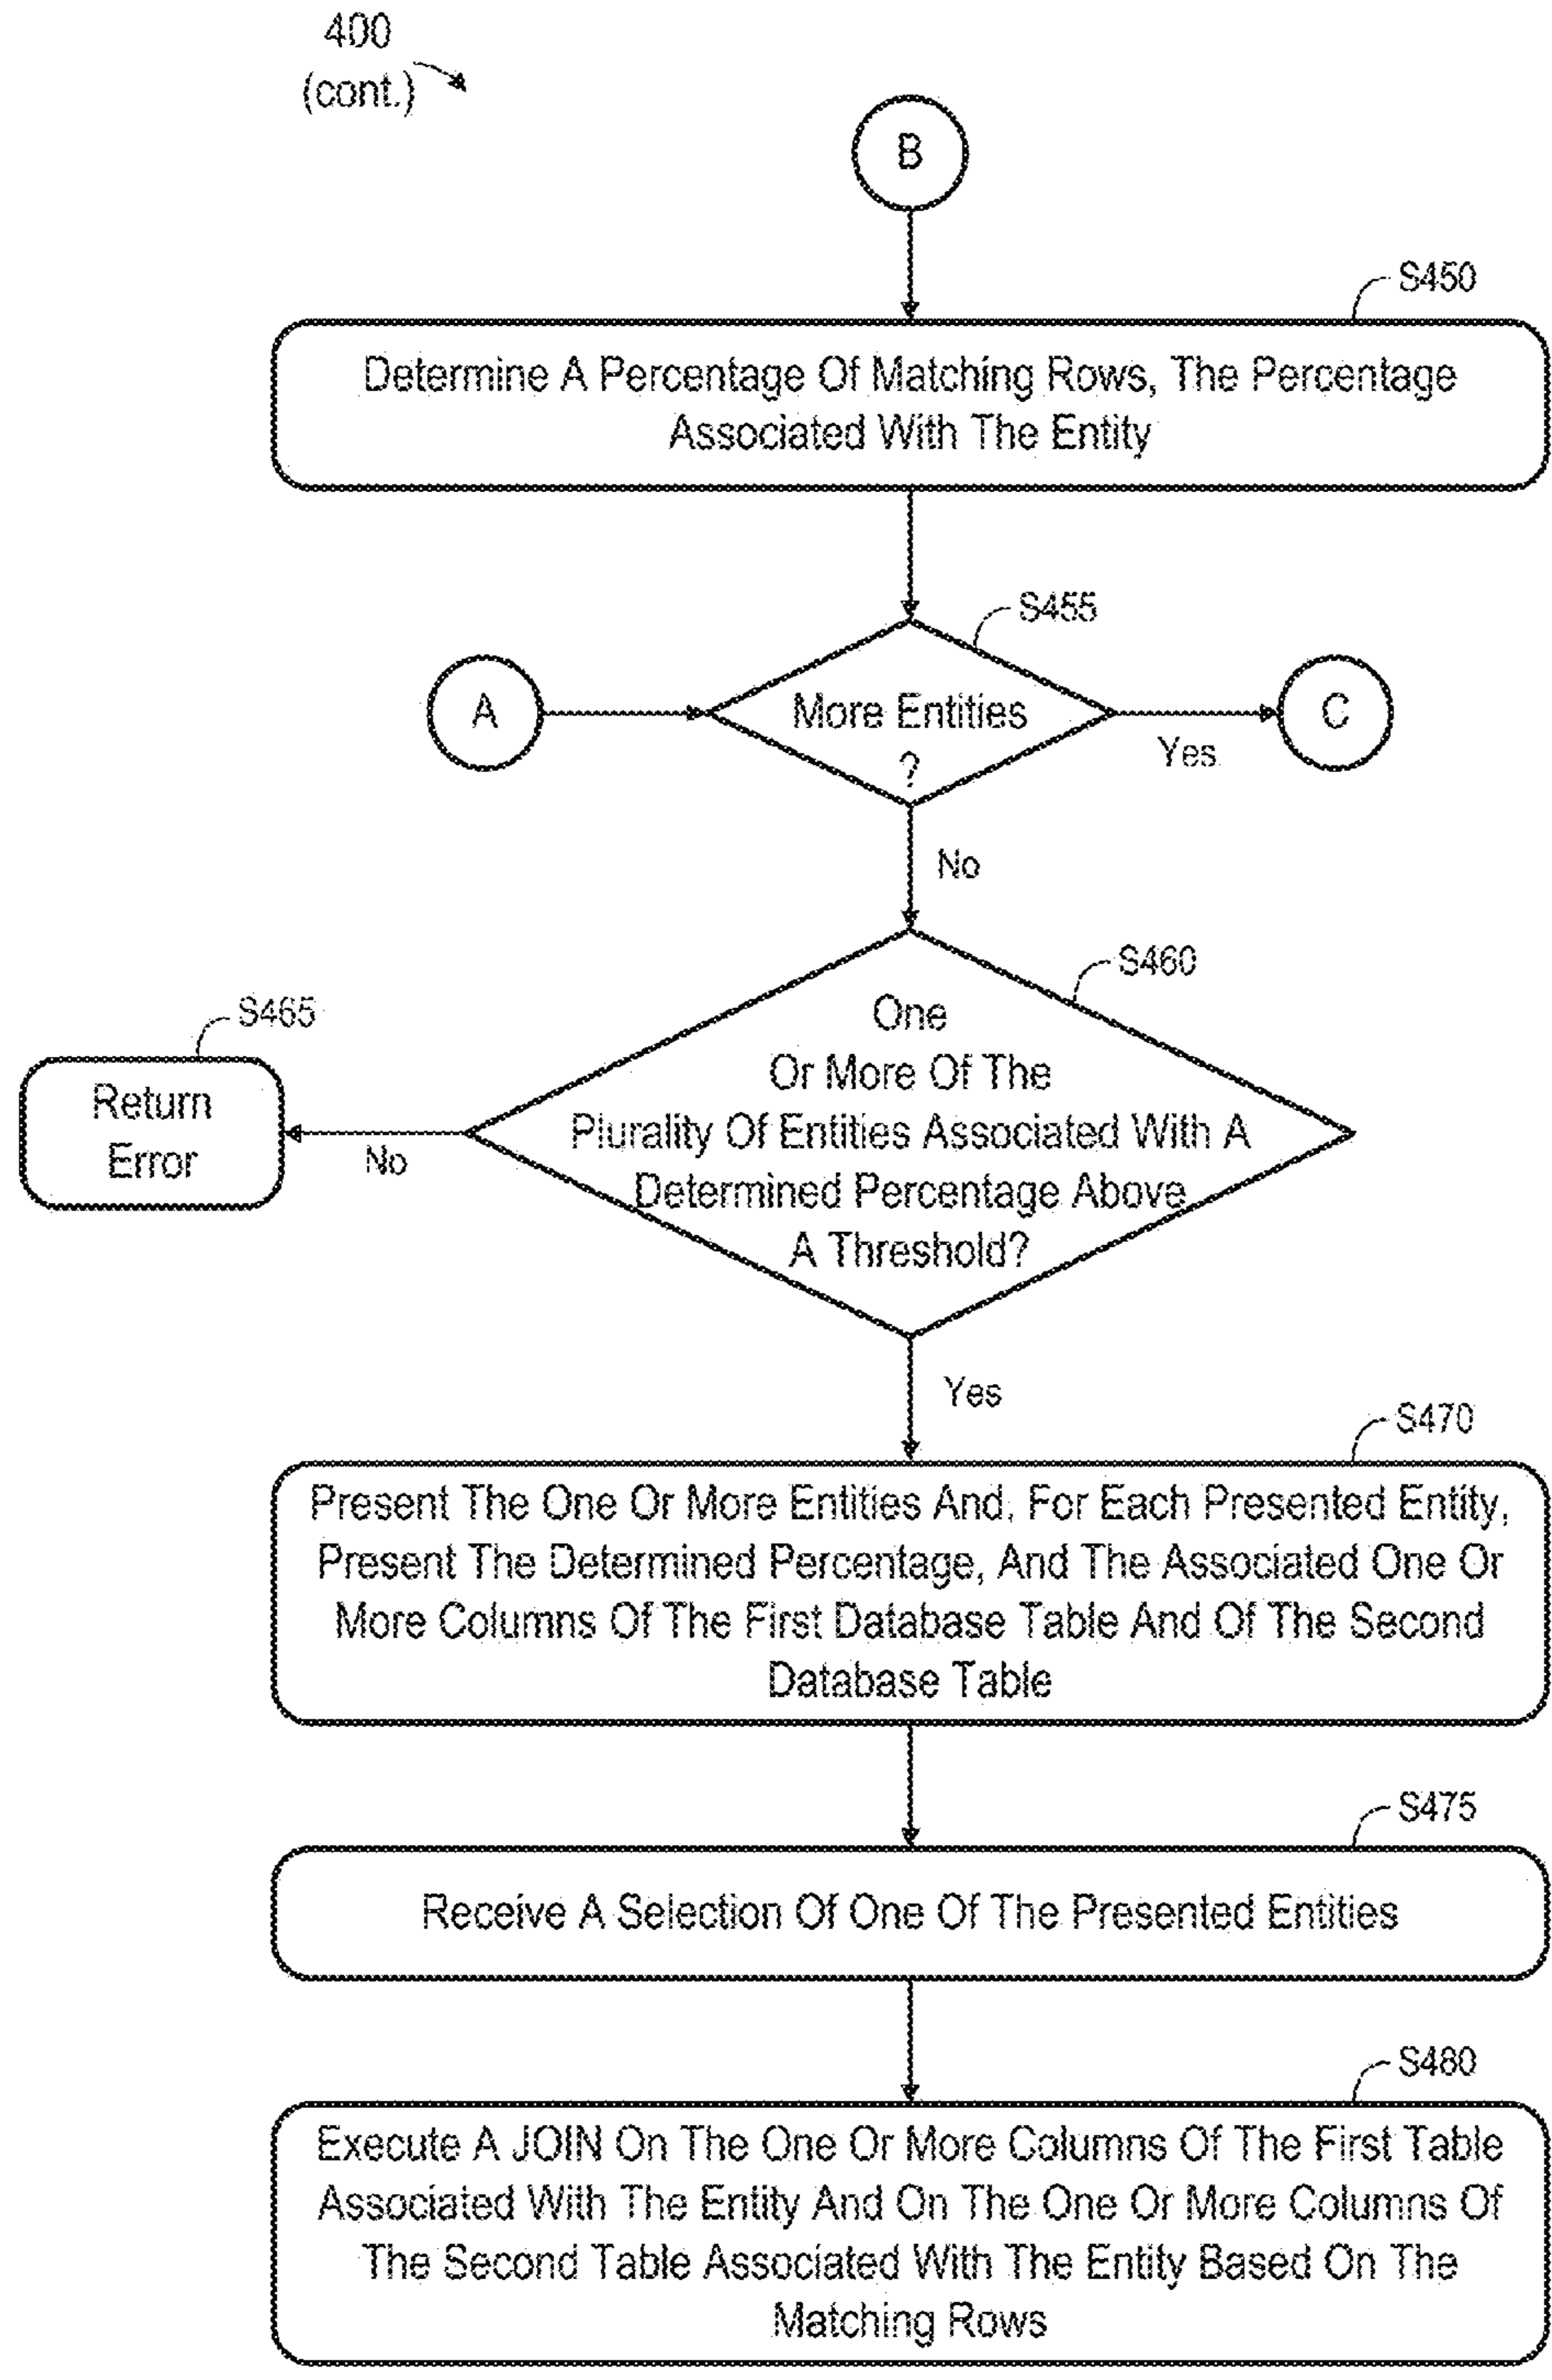 400
(cont.)
B
S450
Determine A Percentage Of Matching Rows, The Percentage
Associated With The Entity
S455
A
More Entities
?
Yes
C
No
S460
One
Or More Of The
Plurality Of Entities Associated With A
Determined Percentage Above
A Threshold?
S465
Return
Error
No
Yes
S470
Present The One Or More Entities And, For Each Presented Entity,
Present The Determined Percentage, And The Associated One Or
More Columns Of The First Database Table And Of The Second
Database Table
S475
Receive A Selection Of One Of The Presented Entities
S480
Execute A JOIN On The One Or More Columns Of The First Table
Associated With The Entity And On The One Or More Columns Of
The Second Table Associated With The Entity Based On The
Matching Rows